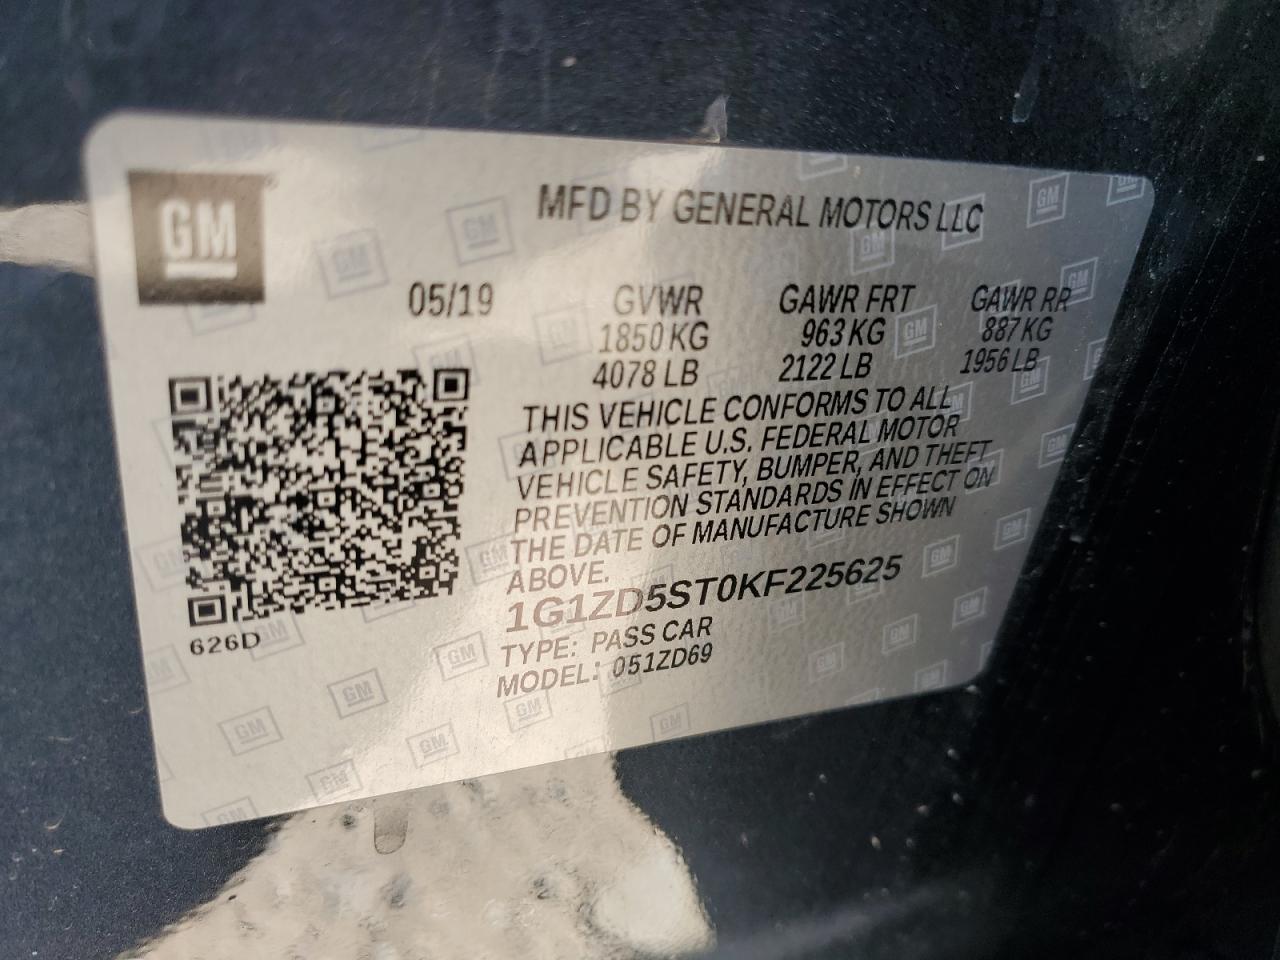 GM
MFD BY GENERAL MOTORS LLC
05/19 GVWR GAWR FRT GAWR RR
1850 KG 963 KG 887 KG
4078 LB 2122 LB 1956 LB
THIS VEHICLE CONFORMS TO ALL
APPLICABLE U.S. FEDERAL MOTOR
VEHICLE SAFETY, BUMPER, AND THEFT
PREVENTION STANDARDS IN EFFECT ON
THE DATE OF MANUFACTURE SHOWN
ABOVE.
1G1ZD5ST0KF225625
TYPE: PASS CAR
MODEL: 051ZD69
626D